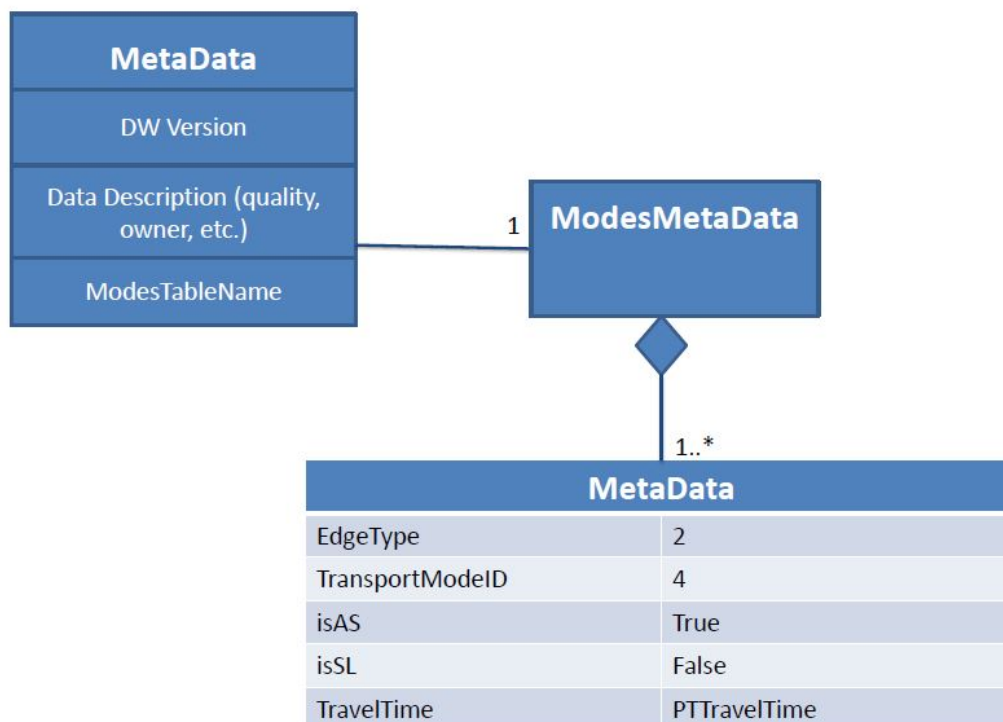 MetaData
DW Version
Data Description (quality,
owner, etc.)
ModesTableName
1
ModesMetaData
1..*
MetaData
EdgeType 2
TransportModeID 4
isAS True
isSL False
TravelTime PTTravelTime